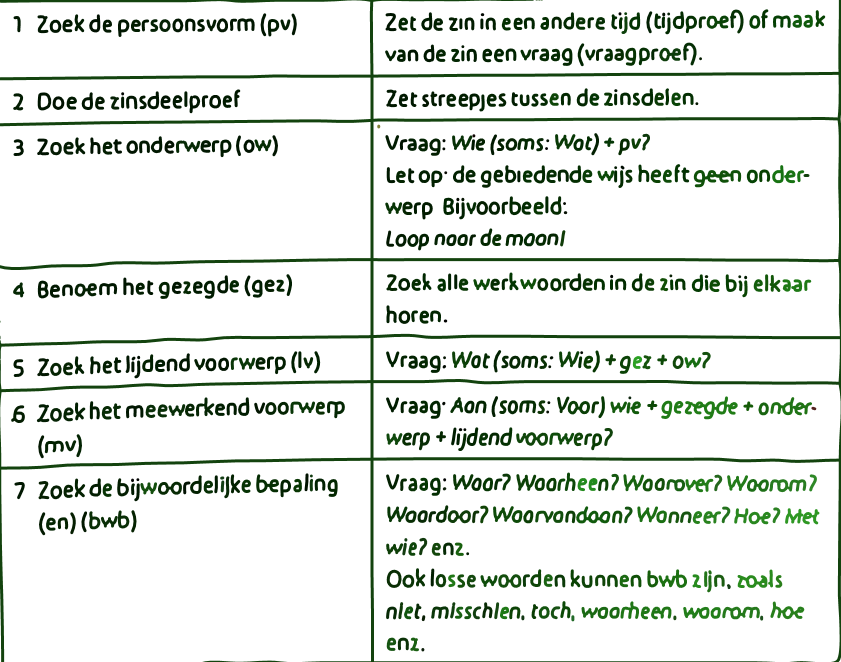 1 Zoek de persoonsvorm (pv)
Zet de zin in een andere tijd (tijdproef) of maak
van de zin een vraag (vraagproef).
2 Doe de zinsdeelproef
Zet streepjes tussen de zinsdelen.
3 Zoek het onderwerp (ow)
Vraag: Wie (soms: Wat) + pv?
Let op: de gebiedende wijs heeft geen onder-
werp Bijvoorbeeld:
Loop naar de maan!
4 Benoem het gezegde (gez)
Zoek alle werkwoorden in de zin die bij elkaar
horen.
5 Zoek het lijdend voorwerp (lv)
Vraag: Wat (soms: Wie) + gez + ow?
6 Zoek het meewerkend voorwerp
(mv)
Vraag: Aan (soms: Voor) wie + gezegde + onder-
werp + lijdend voorwerp?
7 Zoek de bijwoordelijke bepaling
(en) (bwb)
Vraag: Waar? Waarheen? Waarover? Waarom?
Waardoor? Waarvandaan? Wanneer? Hoe? Met
wie? enz.
Ook losse woorden kunnen bwb zijn, zoals
niet, misschien, toch, waarheen, waarom, hoe
enz.